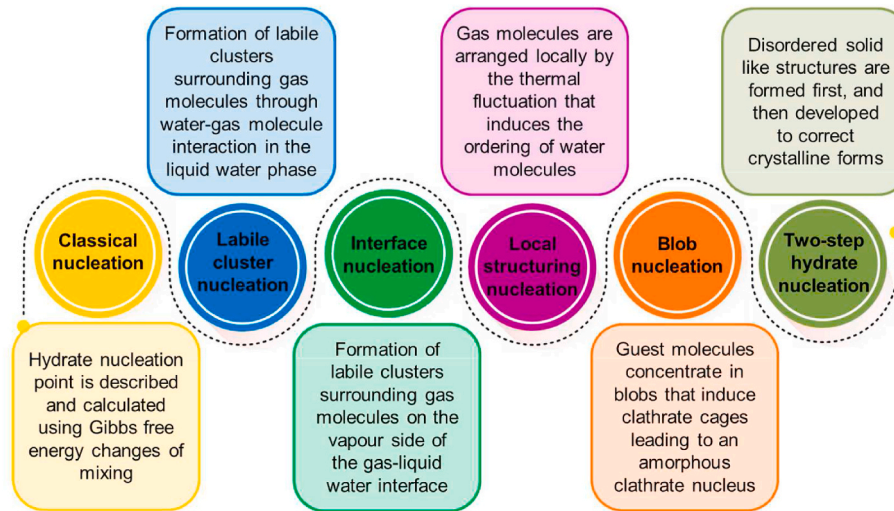 Formation of labile
clusters
surrounding gas
molecules through
water-gas molecule
interaction in the
liquid water phase
Gas molecules are
arranged locally by
the thermal
fluctuation that
induces the
ordering of water
molecules
Disordered solid
like structures are
formed first, and
then developed
to correct
crystalline forms
Classical
nucleation
Labile
cluster
nucleation
Interface
nucleation
Local
structuring
nucleation
Blob
nucleation
Two-step
hydrate
nucleation
Hydrate nucleation
point is described
and calculated
using Gibbs free
energy changes of
mixing
Formation of
labile clusters
surrounding gas
molecules on the
vapour side of
the gas-liquid
water interface
Guest molecules
concentrate in
blobs that induce
clathrate cages
leading to an
amorphous
clathrate nucleus